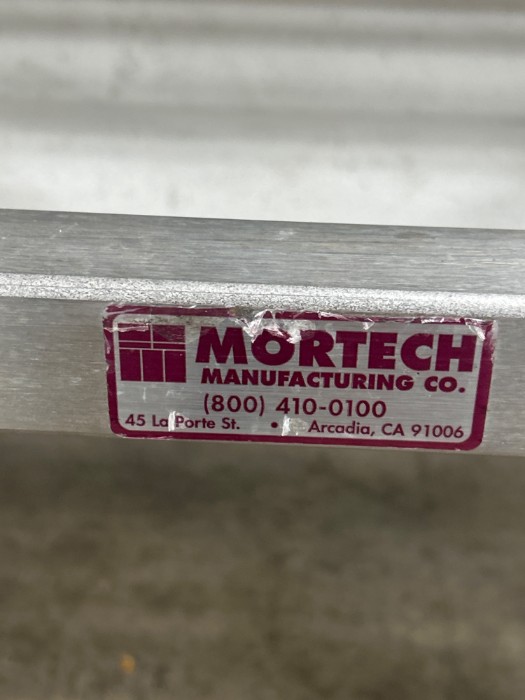 MORTECH
MANUFACTURING CO.
(800) 410-0100
45 La Porte St. • Arcadia, CA 91006